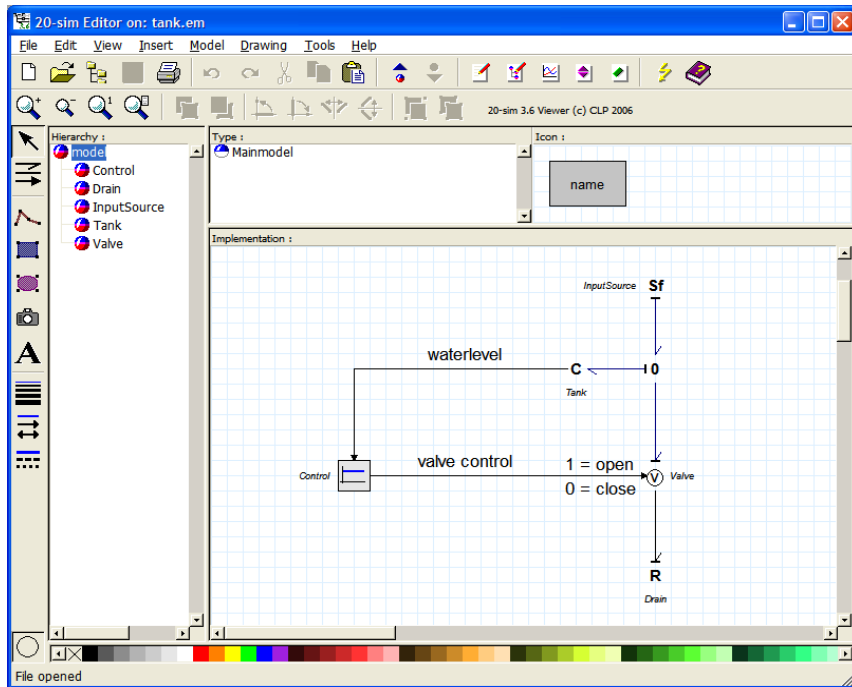 20-sim Editor on: tank.em
File Edit View Insert Model Drawing Tools Help
20-sim 3.6 Viewer (c) CLP 2006
Hierarchy :
model
Control
Drain
InputSource
Tank
Valve
Type :
Mainmodel
Icon :
name
Implementation :
InputSource Sf
waterlevel
C 0
Tank
valve control 1 = open
Control V Valve
0 = close
R
Drain
A
File opened